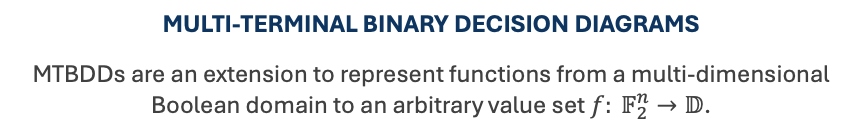 MULTI-TERMINAL BINARY DECISION DIAGRAMS
MTBDDs are an extension to represent functions from a multi-dimensional
Boolean domain to an arbitrary value set 𝑓: 𝔽₂ⁿ → 𝔻.